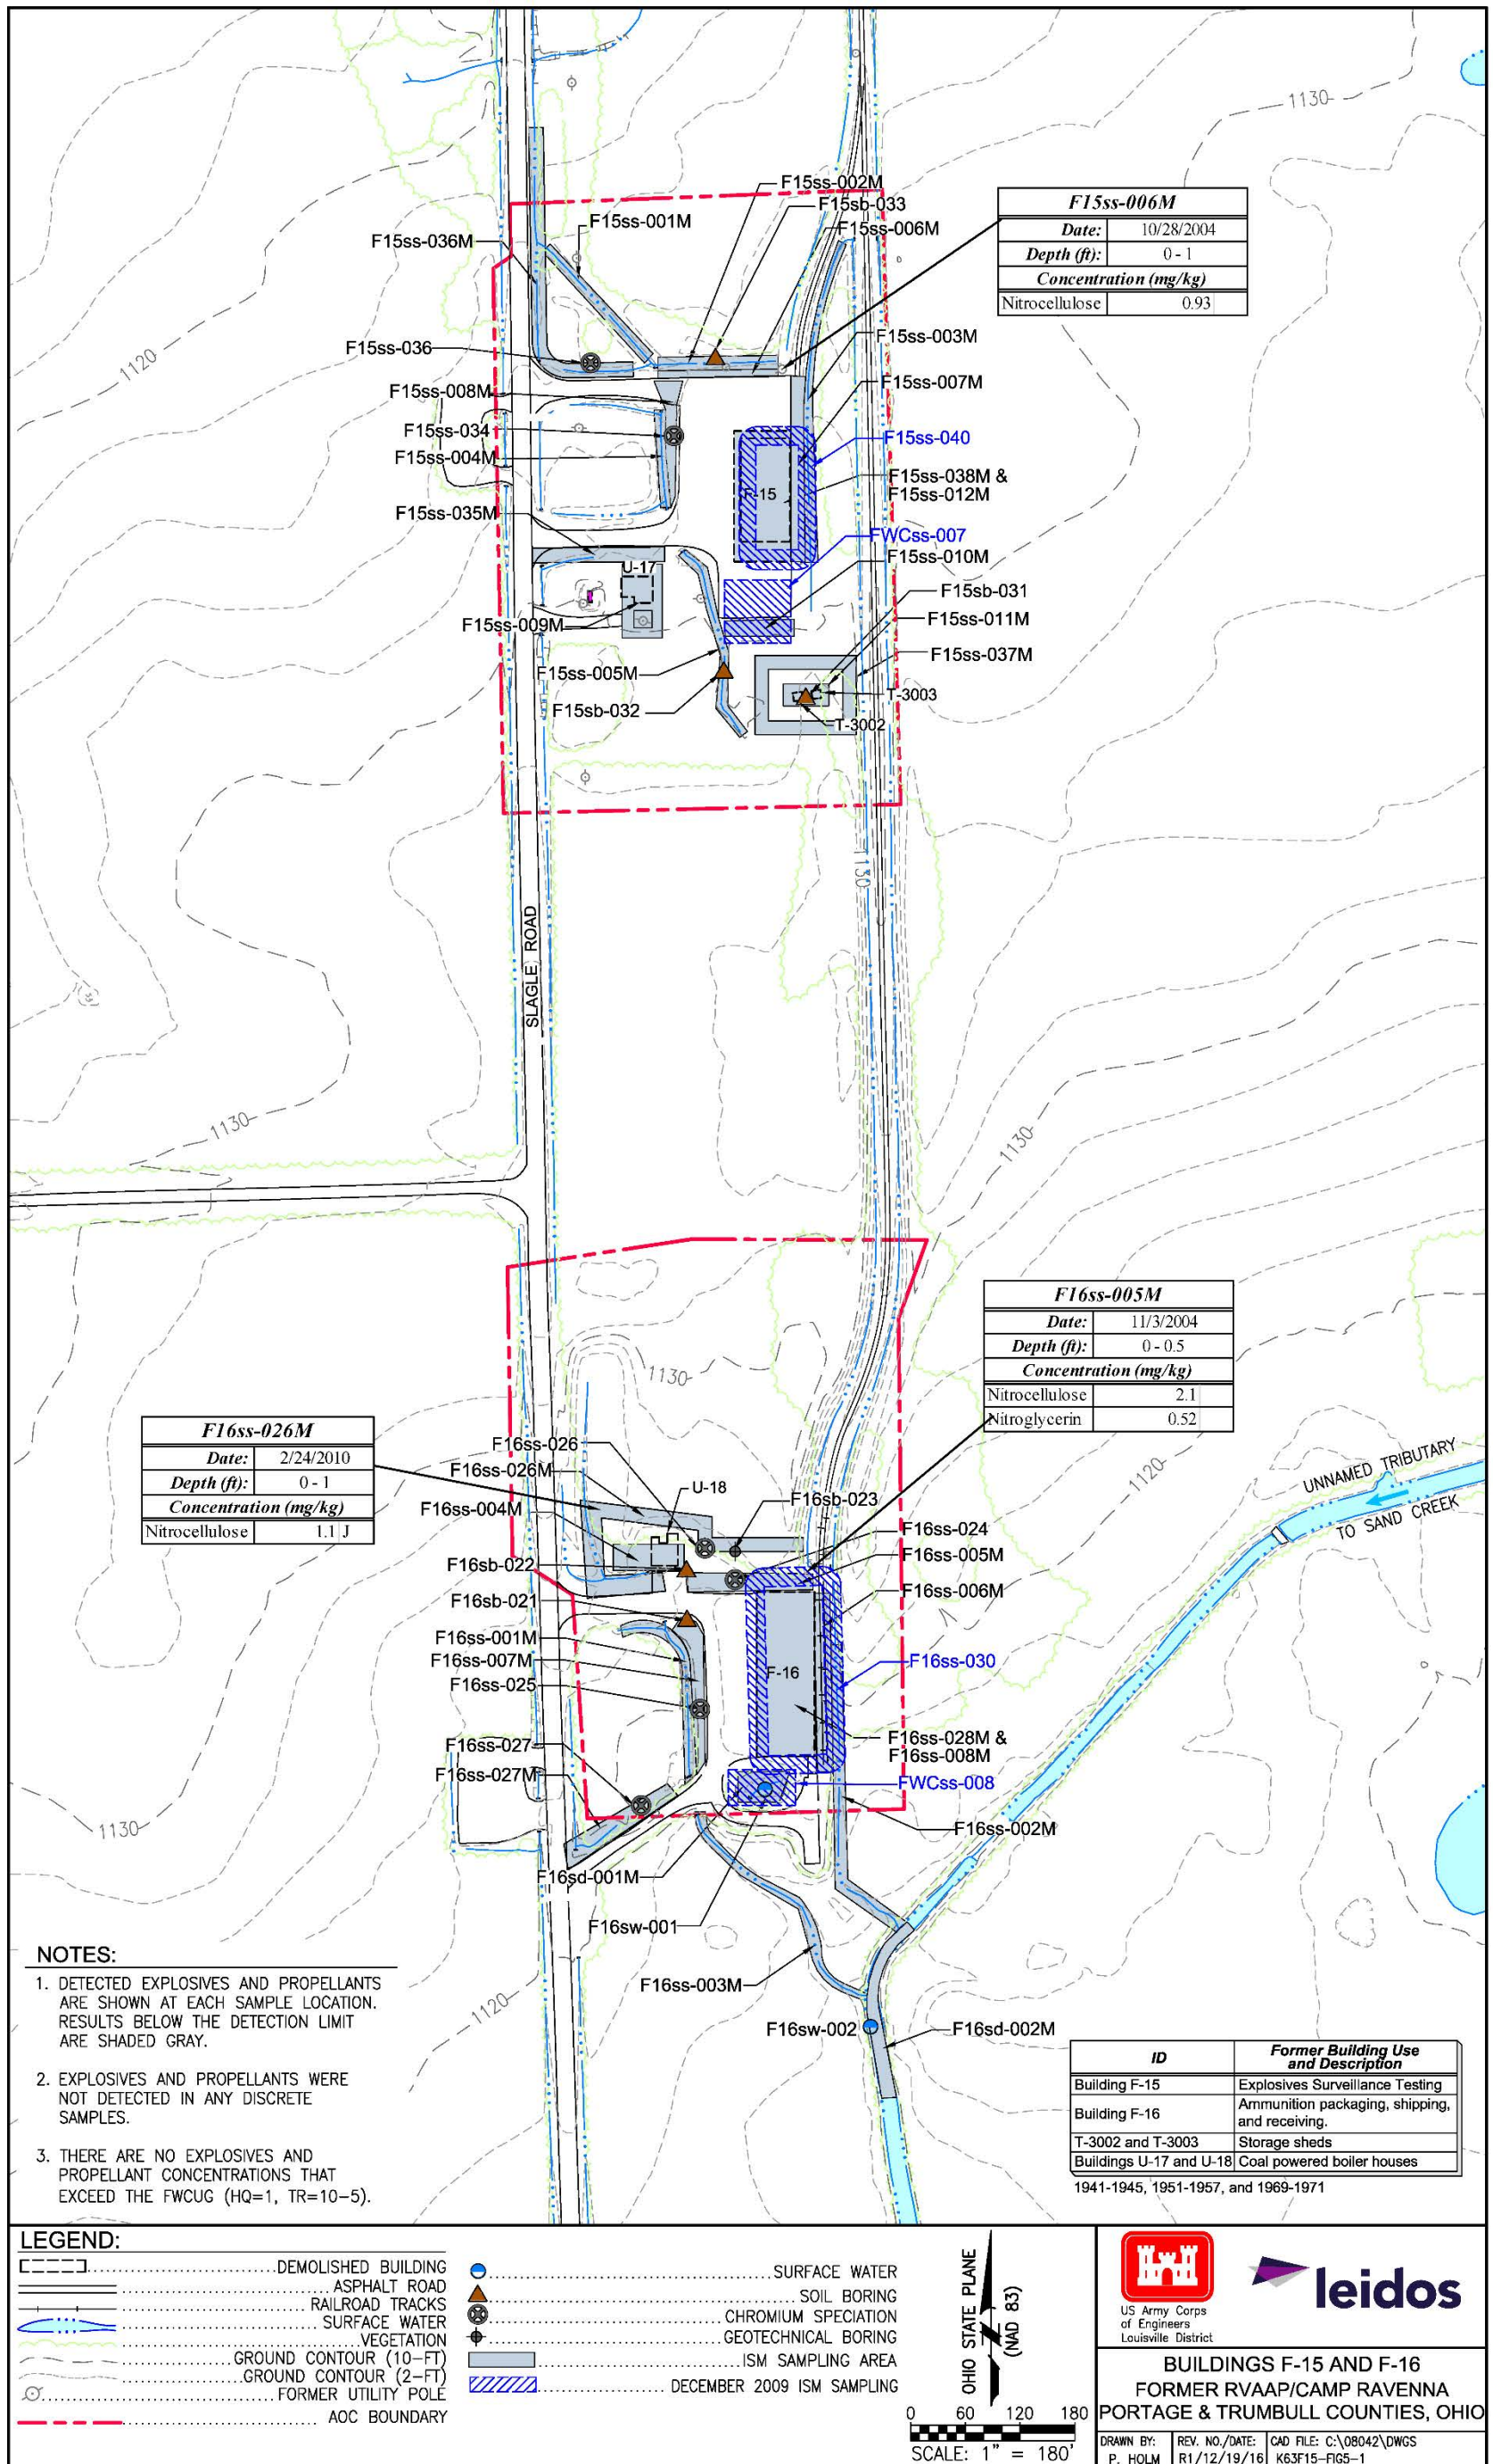 1130
F15ss-002M
F15sb-033
F15ss-001M
F15ss-006M
F15ss-036M
F15ss-006M
Date: 10/28/2004
Depth (ft): 0 - 1
Concentration (mg/kg)
Nitrocellulose 0.93
1120
F15ss-003M
F15ss-036
F15ss-007M
F15ss-008M
F15ss-034
F15ss-040
F15ss-004M
F15ss-038M &
F15ss-012M
F-15
F15ss-035M
FWCss-007
F15ss-010M
U-17
F15sb-031
F15ss-011M
F15ss-009M
F15ss-037M
F15ss-005M
T-3003
F15sb-032
T-3002
1130
SLAGLE ROAD
1130
1130
F16ss-005M
Date: 11/3/2004
Depth (ft): 0 - 0.5
Concentration (mg/kg)
Nitrocellulose 2.1
Nitroglycerin 0.52
1130
F16ss-026M
Date: 2/24/2010
Depth (ft): 0 - 1
Concentration (mg/kg)
Nitrocellulose 1.1 J
F16ss-026
F16ss-026M
U-18
F16sb-023
F16ss-004M
F16ss-024
1120
UNNAMED TRIBUTARY
TO SAND CREEK
F16sb-022
F16ss-005M
F16ss-006M
F16sb-021
F16ss-001M
F16ss-007M
F16ss-030
F-16
F16ss-025
F16ss-028M &
F16ss-008M
F16ss-027
F16ss-027M
FWCss-008
1130
F16ss-002M
F16sd-001M
F16sw-001
F16ss-003M
1120
F16sw-002
F16sd-002M
NOTES:
1. DETECTED EXPLOSIVES AND PROPELLANTS
ARE SHOWN AT EACH SAMPLE LOCATION.
RESULTS BELOW THE DETECTION LIMIT
ARE SHADED GRAY.
2. EXPLOSIVES AND PROPELLANTS WERE
NOT DETECTED IN ANY DISCRETE
SAMPLES.
3. THERE ARE NO EXPLOSIVES AND
PROPELLANT CONCENTRATIONS THAT
EXCEED THE FWCUG (HQ=1, TR=10-5).
ID Former Building Use
and Description
Building F-15 Explosives Surveillance Testing
Building F-16 Ammunition packaging, shipping,
and receiving.
T-3002 and T-3003 Storage sheds
Buildings U-17 and U-18 Coal powered boiler houses
1941-1945, 1951-1957, and 1969-1971
LEGEND:
DEMOLISHED BUILDING
ASPHALT ROAD
RAILROAD TRACKS
SURFACE WATER
VEGETATION
GROUND CONTOUR (10-FT)
GROUND CONTOUR (2-FT)
FORMER UTILITY POLE
AOC BOUNDARY
SURFACE WATER
SOIL BORING
CHROMIUM SPECIATION
GEOTECHNICAL BORING
ISM SAMPLING AREA
DECEMBER 2009 ISM SAMPLING
OHIO STATE PLANE
(NAD 83)
N
0 60 120 180
SCALE: 1" = 180'
US Army Corps
of Engineers
Louisville District
leidos
BUILDINGS F-15 AND F-16
FORMER RVAAP/CAMP RAVENNA
PORTAGE & TRUMBULL COUNTIES, OHIO
DRAWN BY: REV. NO./DATE: CAD FILE: C:\08042\DWGS
P. HOLM R1/12/19/16 K63F15-FIG5-1